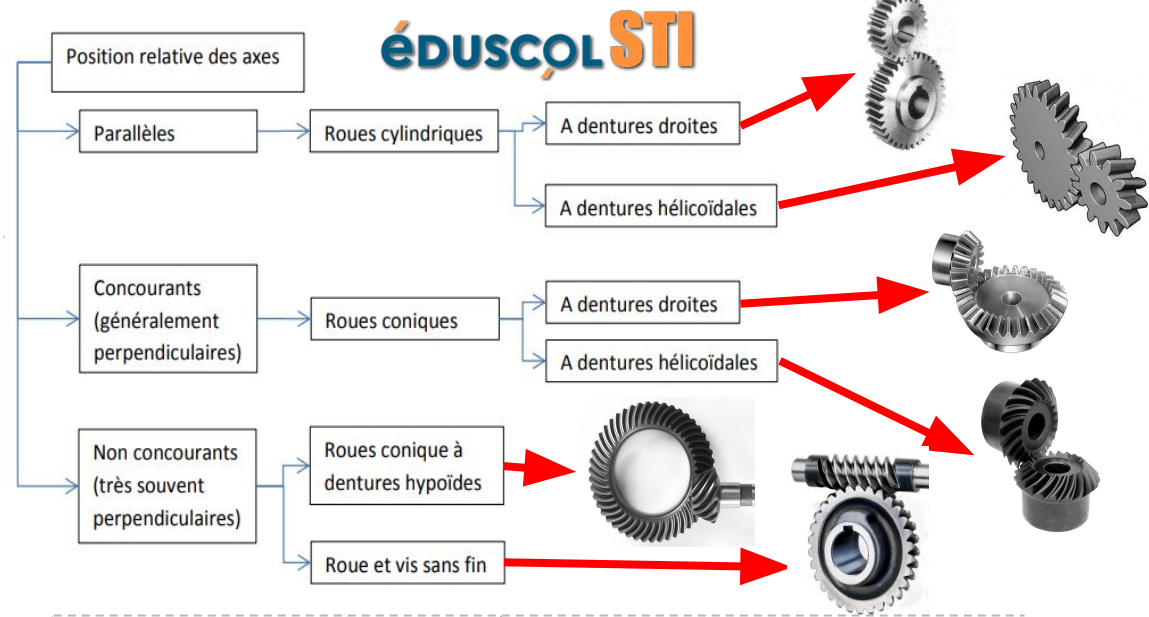 éduscol STI
Position relative des axes
Parallèles
Roues cylindriques
A dentures droites
A dentures hélicoïdales
Concourants
(généralement
perpendiculaires)
Roues coniques
A dentures droites
A dentures hélicoïdales
Non concourants
(très souvent
perpendiculaires)
Roues conique à
dentures hypoïdes
Roue et vis sans fin